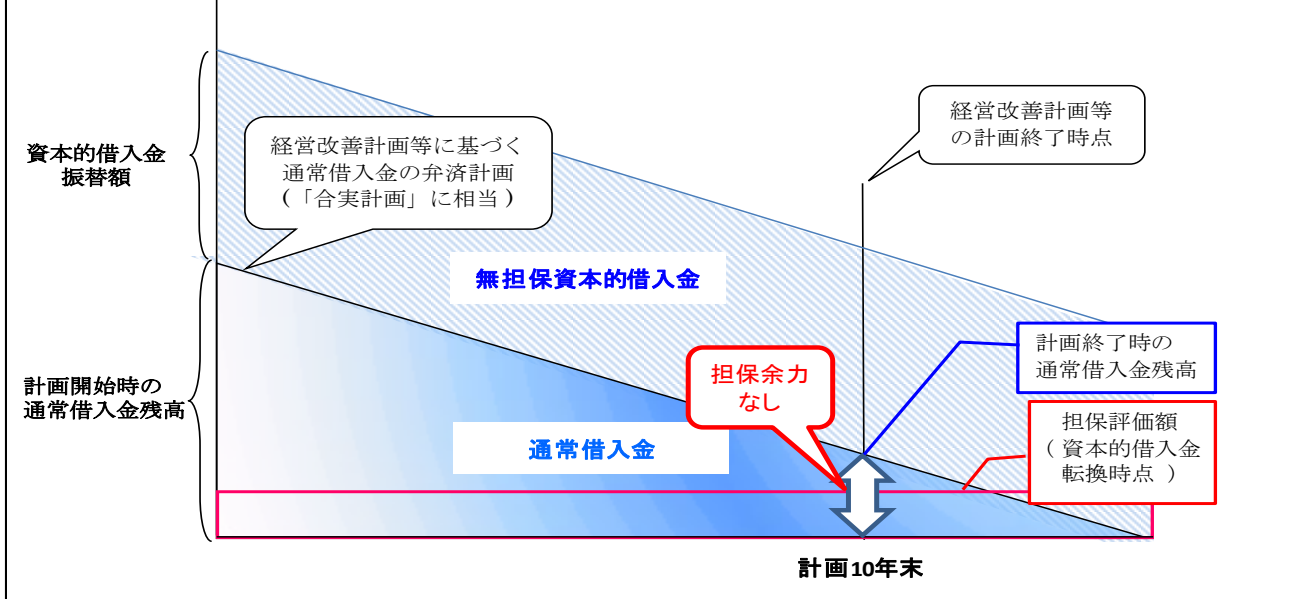 資本的借入金
振替額
経営改善計画等に基づく
通常借入金の弁済計画
(「合実計画」に相当)
経営改善計画等
の計画終了時点
無担保資本的借入金
計画開始時の
通常借入金残高
担保余力
なし
計画終了時の
通常借入金残高
通常借入金
担保評価額
(資本的借入金
転換時点)
計画10年末